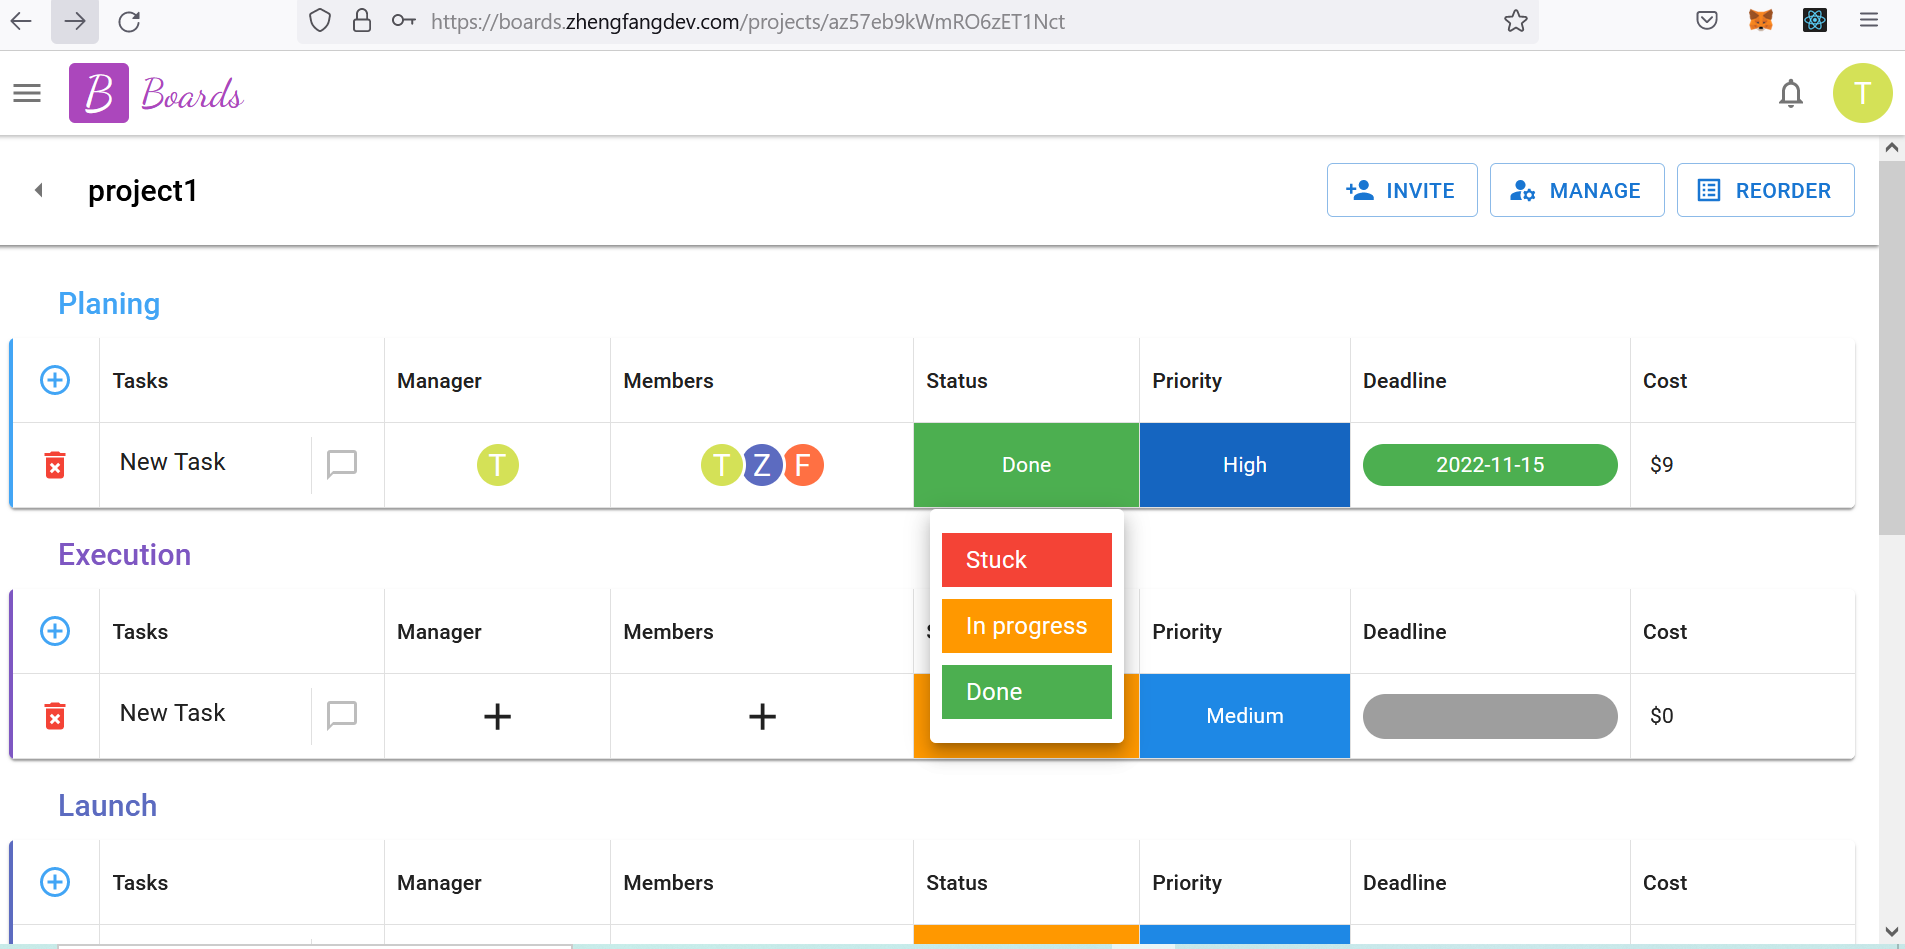 https://boards.zhengfangdev.com/projects/az57eb9kWmRO6zET1Nct
B Boards T
project1 INVITE MANAGE REORDER
Planing
Tasks Manager Members Status Priority Deadline Cost
New Task T T Z F Done High 2022-11-15 $9
Stuck
Execution
In progress
Tasks Manager Members Priority Deadline Cost
Done
New Task + + Medium $0
Launch
Tasks Manager Members Status Priority Deadline Cost